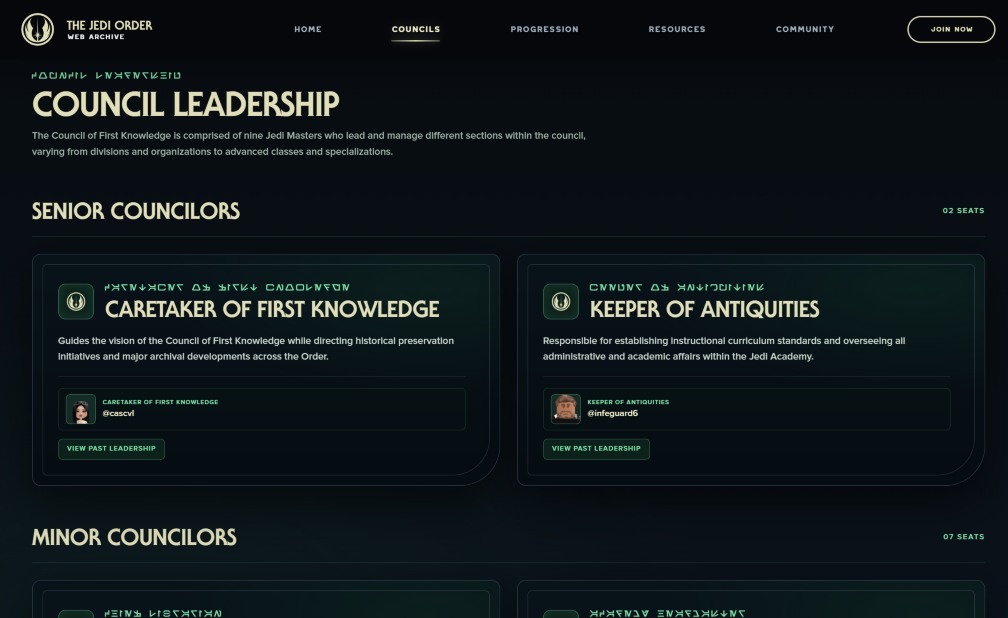 THE JEDI ORDER
WEB ARCHIVE
HOME
COUNCILS
PROGRESSION
RESOURCES
COMMUNITY
JOIN NOW
COUNCIL LEADERSHIP
The Council of First Knowledge is comprised of nine Jedi Masters who lead and manage different sections within the council,
varying from divisions and organizations to advanced classes and specializations.
SENIOR COUNCILORS
02 SEATS
CARETAKER OF FIRST KNOWLEDGE
Guides the vision of the Council of First Knowledge while directing historical preservation
initiatives and major archival developments across the Order.
CARETAKER OF FIRST KNOWLEDGE
@cascvl
VIEW PAST LEADERSHIP
KEEPER OF ANTIQUITIES
Responsible for establishing instructional curriculum standards and overseeing all
administrative and academic affairs within the Jedi Academy.
KEEPER OF ANTIQUITIES
@infeguard6
VIEW PAST LEADERSHIP
MINOR COUNCILORS
07 SEATS